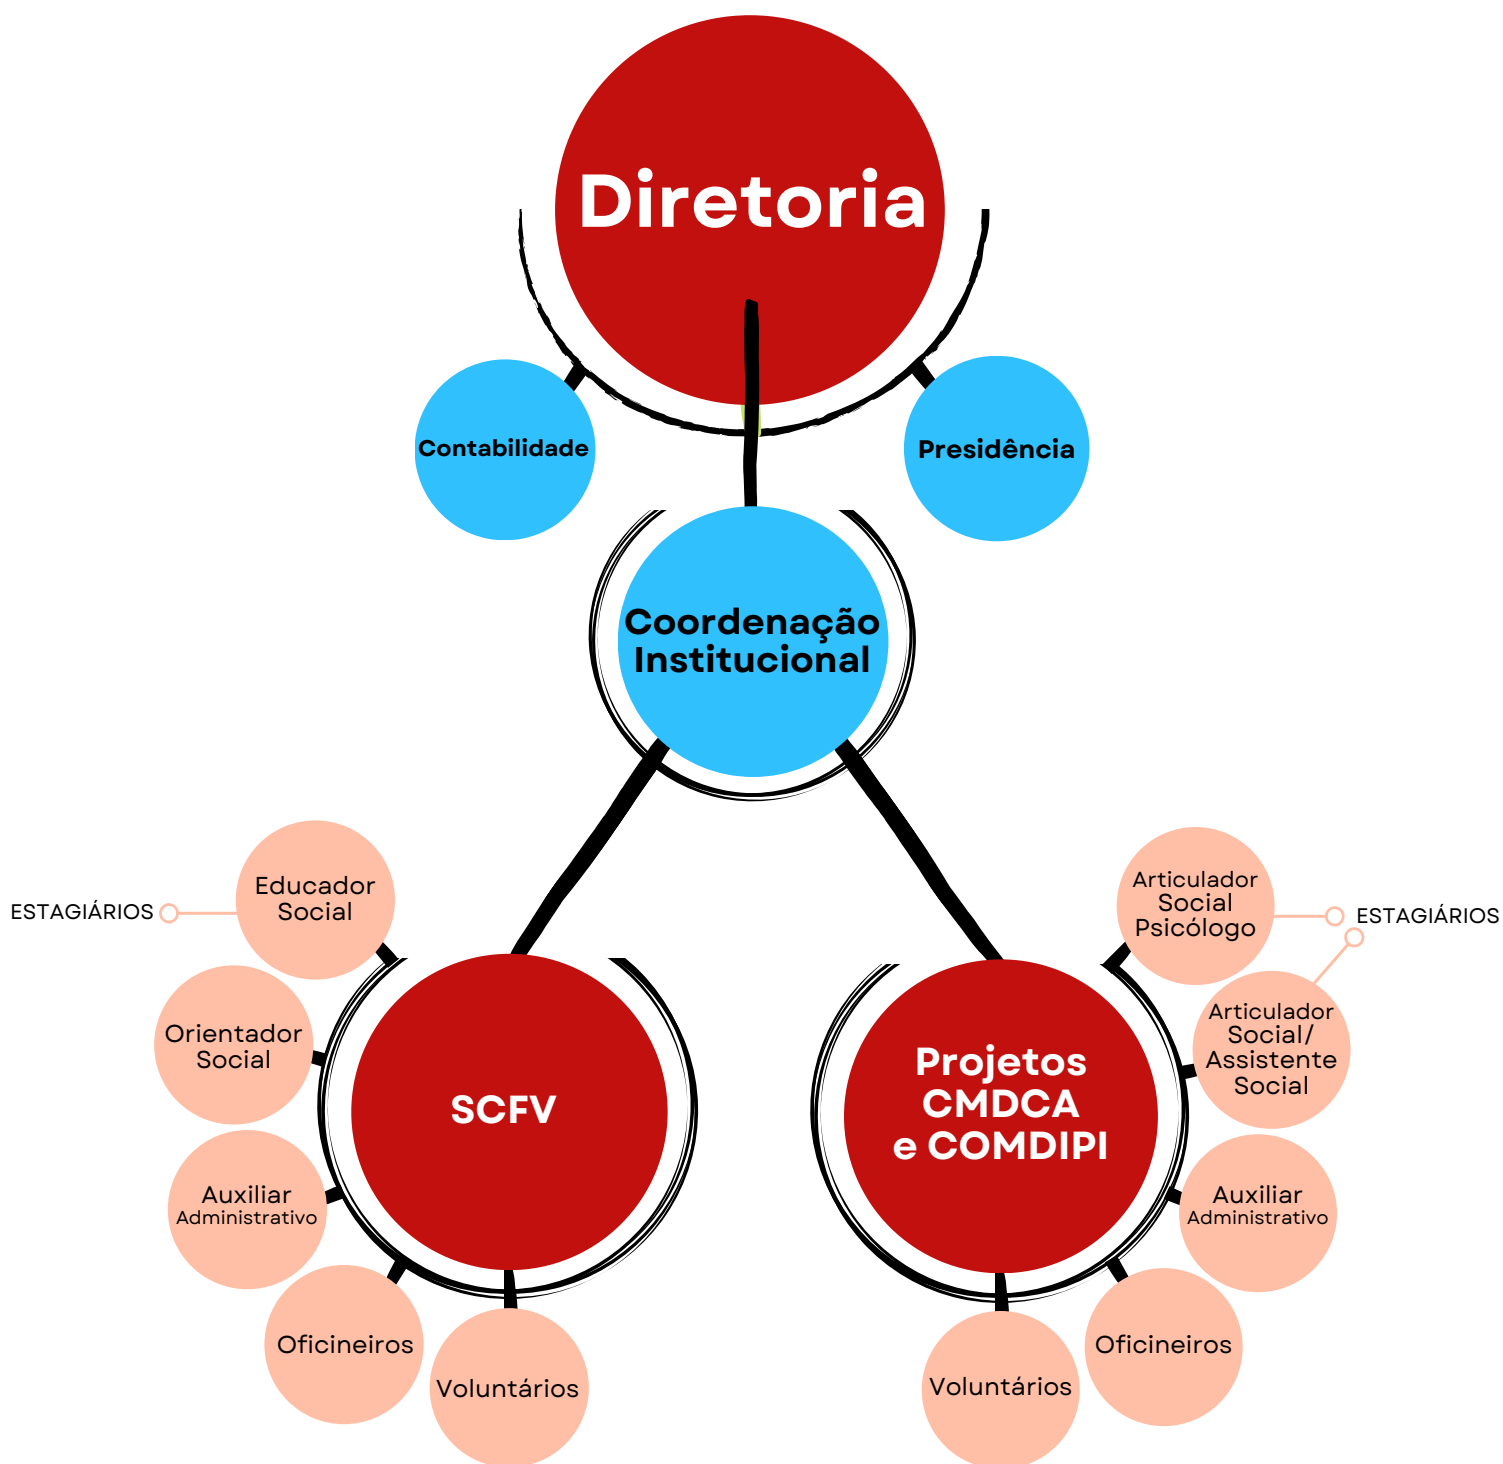 Diretoria
Contabilidade
Presidência
Coordenação
Institucional
Educador
Social
ESTAGIÁRIOS
Orientador
Social
Auxiliar
Administrativo
Oficineiros
Voluntários
SCFV
Articulador
Social
Psicólogo
ESTAGIÁRIOS
Articulador
Social/
Assistente
Social
Projetos
CMDCA
e COMDIPI
Auxiliar
Administrativo
Oficineiros
Voluntários